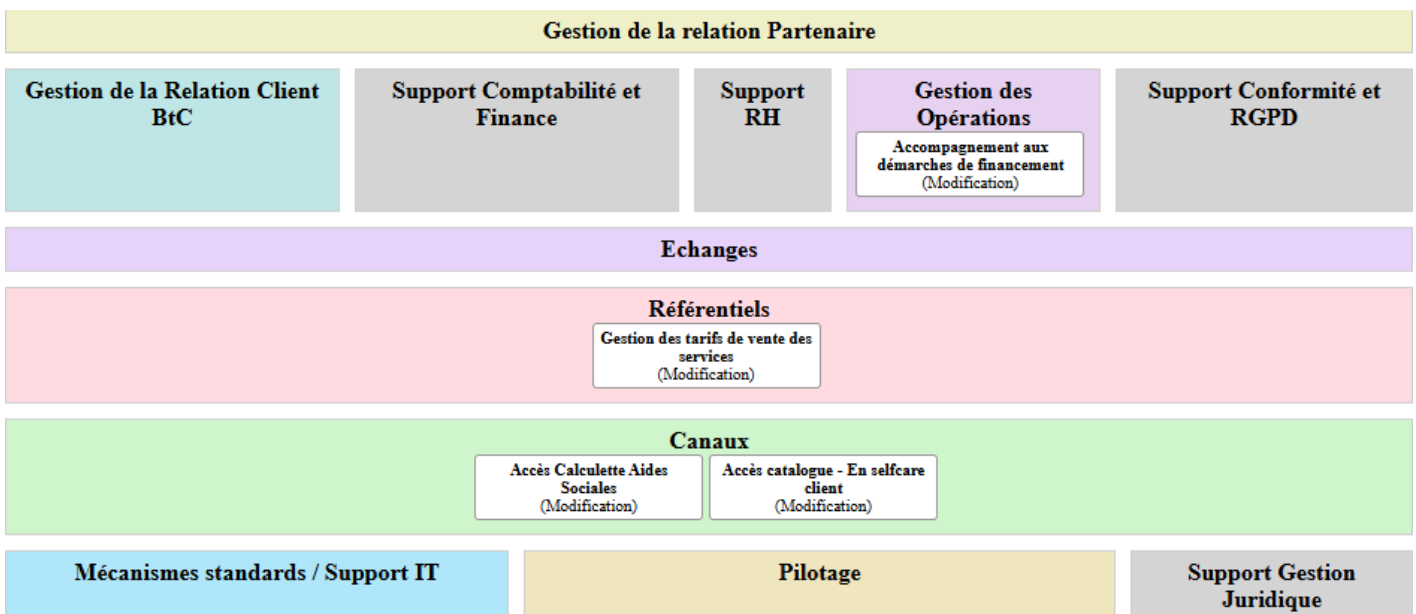 Gestion de la relation Partenaire
Gestion de la Relation Client
BtC
Support Comptabilité et
Finance
Support
RH
Gestion des
Opérations
Accompagnement aux
démarches de financement
(Modification)
Support Conformité et
RGPD
Echanges
Référentiels
Gestion des tarifs de vente des
services
(Modification)
Canaux
Accès Calculette Aides
Sociales
(Modification)
Accès catalogue - En selfcare
client
(Modification)
Mécanismes standards / Support IT
Pilotage
Support Gestion
Juridique